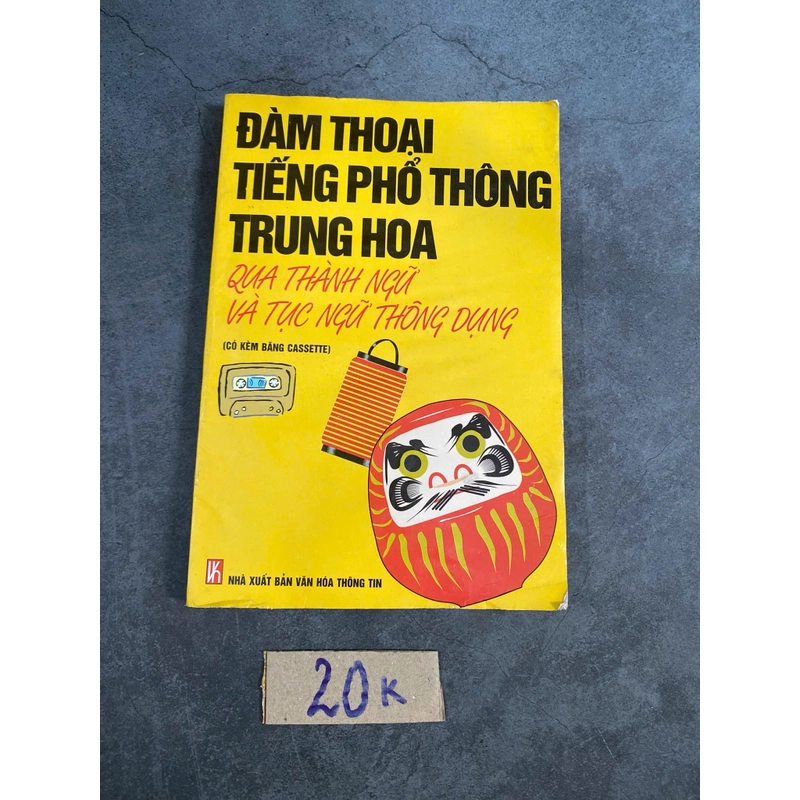 ĐÀM THOẠI
TIẾNG PHỔ THÔNG
TRUNG HOA
QUA THÀNH NGỮ
VÀ TỤC NGỮ THÔNG DỤNG
(CÓ KÈM BĂNG CASSETTE)
NHÀ XUẤT BẢN VĂN HÓA THÔNG TIN
20K